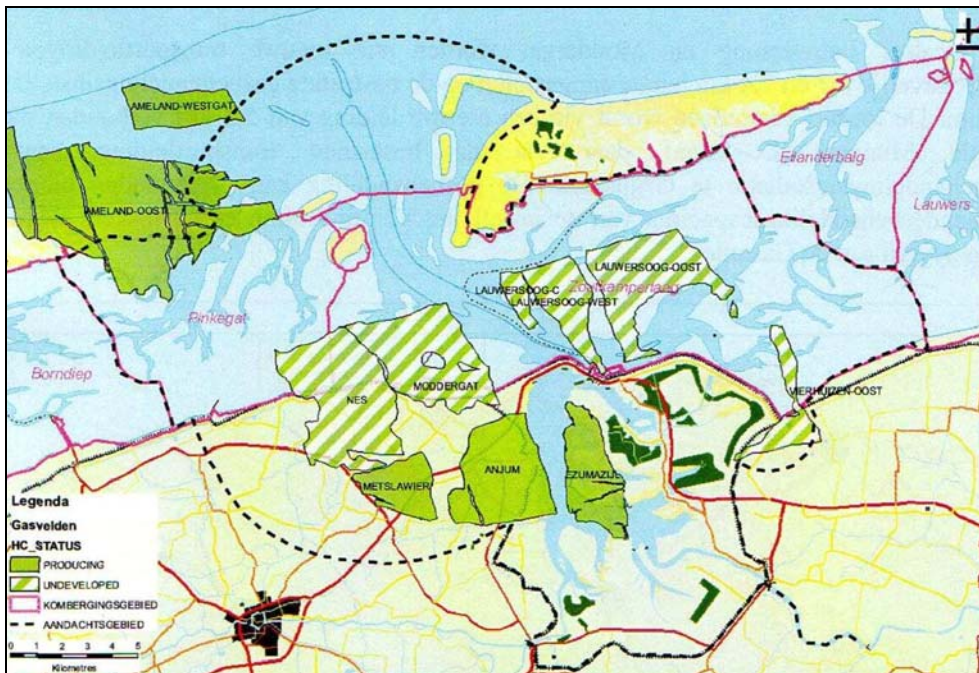 AMELAND-WESTGAT
AMELAND-OOST
Eilanderbalg
Lauwers
LAUWERSOOG-OOST
LAUWERSOOG-C
Zoutkamperlaag
LAUWERSOOG-WEST
Pinkegat
Borndiep
MODDERGAT
NES
VIERHUIZEN-OOST
METSLAWIER
ANJUM
EZUMAZIJL
Legenda
Gasvelden
HC_STATUS
PRODUCING
UNDEVELOPED
KOMBERGINGSGEBIED
AANDACHTSGEBIED
0 1 2 3 4 5
Kilometres